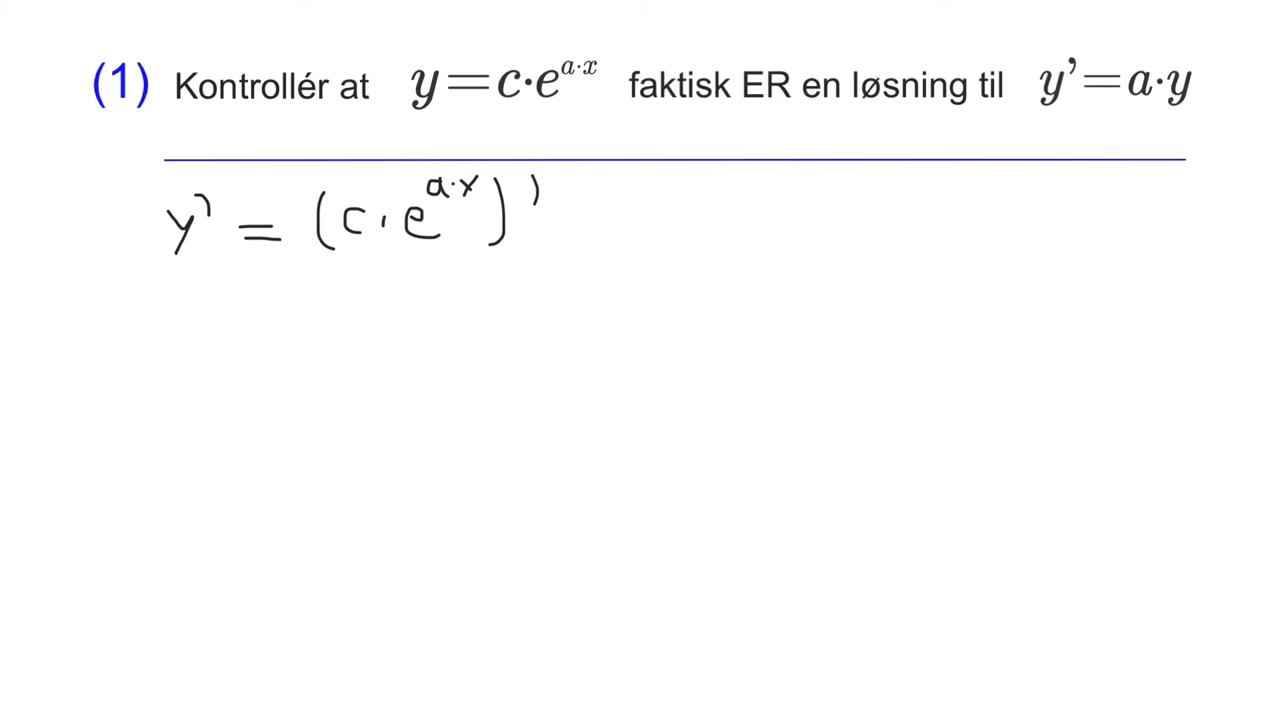 (1) Kontrollér at y=c·e^{a·x} faktisk ER en løsning til y’=a·y
y' = (c · e^{a·x})'